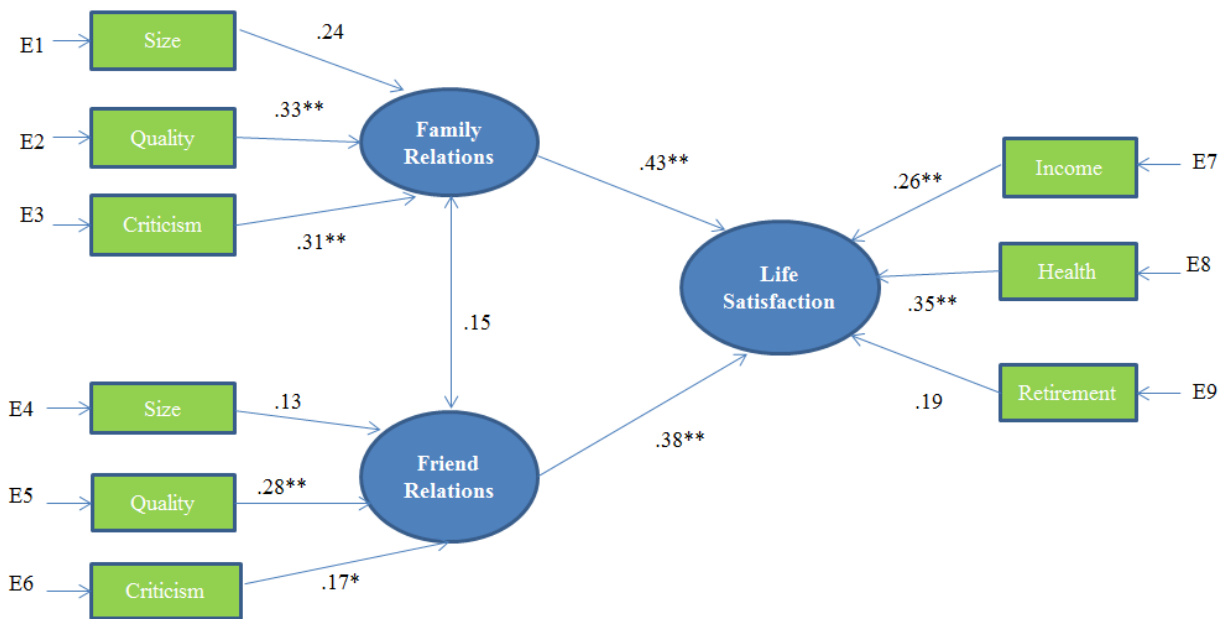 E1
Size
.24
E2
Quality
.33**
Family
Relations
E3
Criticism
.31**
.43**
.15
Life
Satisfaction
.26**
Income
E7
.35**
Health
E8
.19
Retirement
E9
E4
Size
.13
E5
Quality
.28**
Friend
Relations
.38**
E6
Criticism
.17*